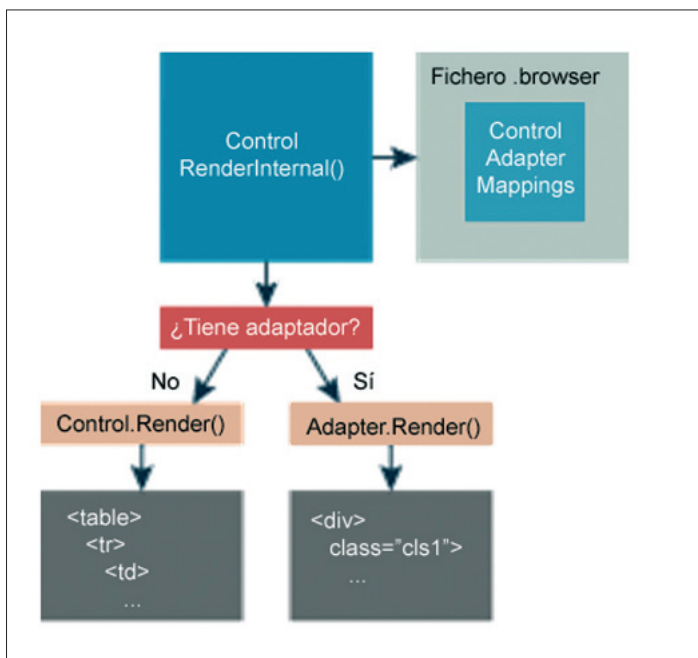 Fichero .browser
Control
RenderInternal()
Control
Adapter
Mappings
¿Tiene adaptador?
No
Sí
Control.Render()
Adapter.Render()
<table>
<tr>
<td>
...
<div>
class=”cls1”>
...